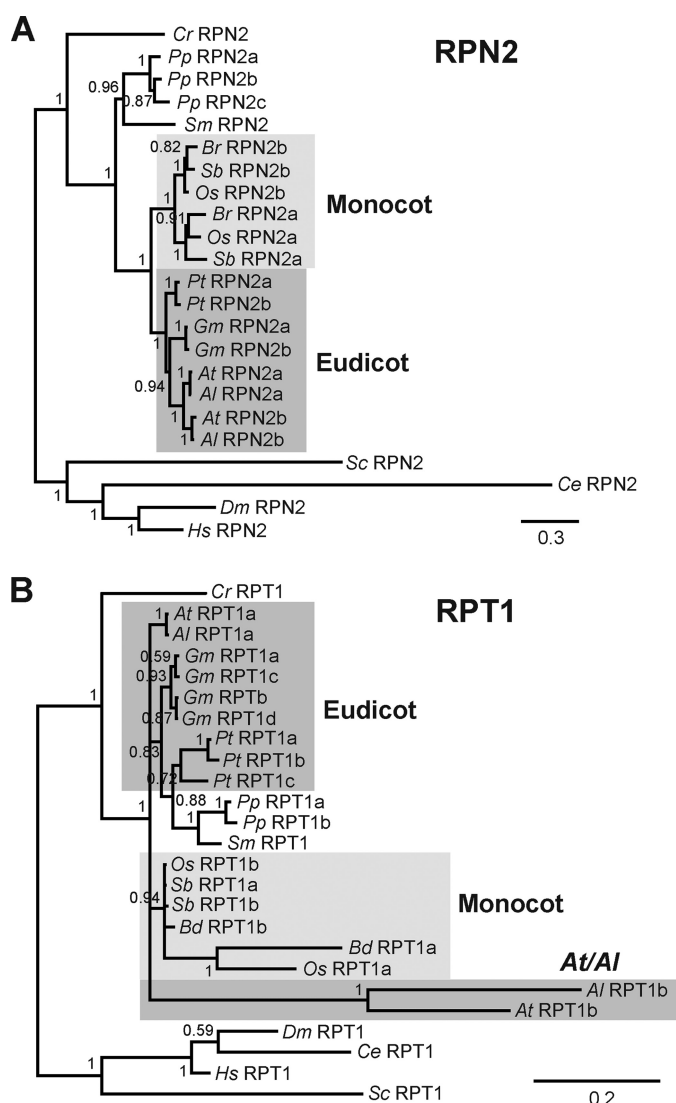 A
RPN2
Cr RPN2
1
Pp RPN2a
0.96
Pp RPN2b
1
0.87
Pp RPN2c
Sm RPN2
0.82
Br RPN2b
1
1
Sb RPN2b
1
Os RPN2b
Monocot
0.91
Br RPN2a
Os RPN2a
1
1
Sb RPN2a
1
Pt RPN2a
Pt RPN2b
1
Gm RPN2a
1
Gm RPN2b
Eudicot
0.94
1
At RPN2a
Al RPN2a
1
At RPN2b
1
Al RPN2b
Sc RPN2
1
Ce RPN2
1
Dm RPN2
1
Hs RPN2
0.3
B
RPT1
Cr RPT1
1
At RPT1a
Al RPT1a
0.59
Gm RPT1a
0.93
Gm RPT1c
1
Gm RPTb
0.87
Gm RPT1d
Eudicot
0.83
1
Pt RPT1a
Pt RPT1b
0.72
Pt RPT1c
0.88
1
Pp RPT1a
1
1
Pp RPT1b
Sm RPT1
Os RPT1b
Sb RPT1a
0.94
Sb RPT1b
Monocot
Bd RPT1b
Bd RPT1a
1
Os RPT1a
At/Al
1
Al RPT1b
At RPT1b
0.59
Dm RPT1
Ce RPT1
1
1
Hs RPT1
Sc RPT1
0.2